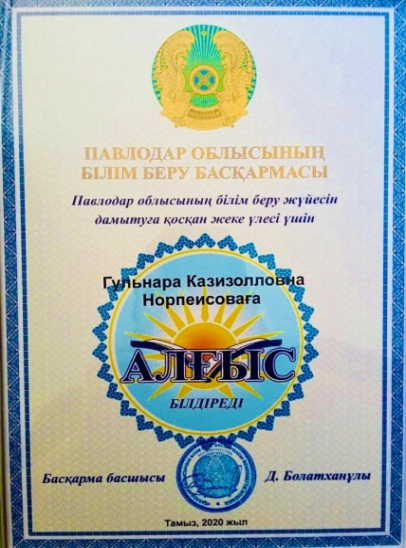 ПАВЛОДАР ОБЛЫСЫНЫҢ
БІЛІМ БЕРУ БАСҚАРМАСЫ
Павлодар облысының білім беру жүйесін
дамытуға қосқан жеке үлесі үшін
Гульнара Казизолловна
Норпеисоваға
АЛҒЫС
БІЛДІРЕДІ
Басқарма басшысы
Д. Болатханұлы
Тамыз, 2020 жыл